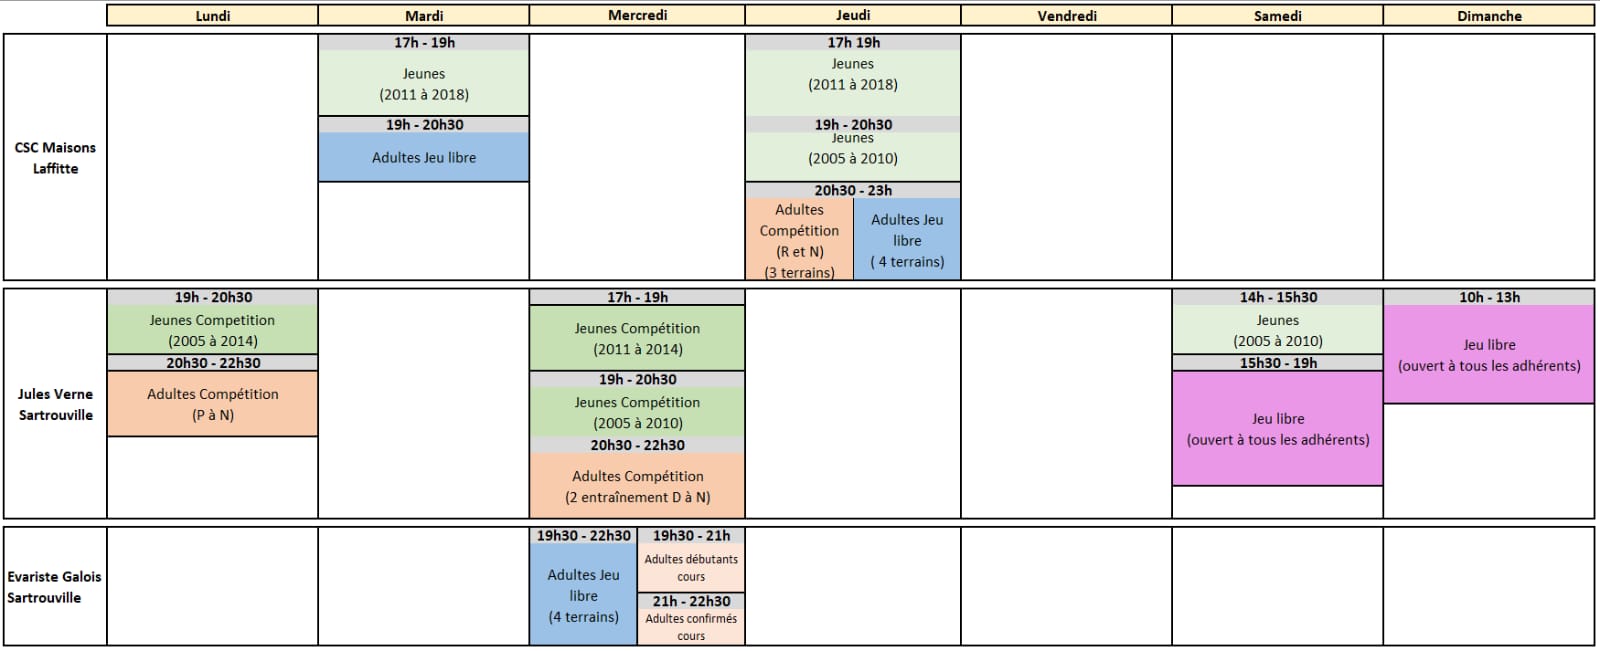 Lundi
Mardi
Mercredi
Jeudi
Vendredi
Samedi
Dimanche
CSC Maisons
Laffitte
17h - 19h
Jeunes
(2011 à 2018)
19h - 20h30
Adultes Jeu libre
17h 19h
Jeunes
(2011 à 2018)
19h - 20h30
Jeunes
(2005 à 2010)
20h30 - 23h
Adultes
Compétition
(R et N)
(3 terrains)
Adultes Jeu
libre
( 4 terrains)
Jules Verne
Sartrouville
19h - 20h30
Jeunes Competition
(2005 à 2014)
20h30 - 22h30
Adultes Compétition
(P à N)
17h - 19h
Jeunes Compétition
(2011 à 2014)
19h - 20h30
Jeunes Compétition
(2005 à 2010)
20h30 - 22h30
Adultes Compétition
(2 entraînement D à N)
14h - 15h30
Jeunes
(2005 à 2010)
15h30 - 19h
Jeu libre
(ouvert à tous les adhérents)
10h - 13h
Jeu libre
(ouvert à tous les adhérents)
Evariste Galois
Sartrouville
19h30 - 22h30
Adultes Jeu
libre
(4 terrains)
19h30 - 21h
Adultes débutants
cours
21h - 22h30
Adultes confirmés
cours